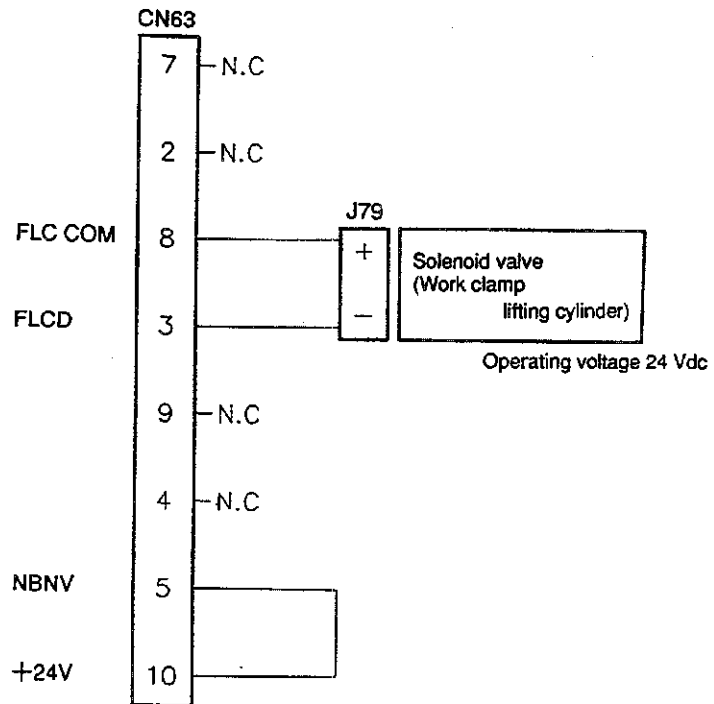 CN63
7 N.C
2 N.C
J79
FLC COM 8 +
Solenoid valve
(Work clamp
lifting cylinder)
FLCD 3 −
Operating voltage 24 Vdc
9 N.C
4 N.C
NBNV 5
+24V 10